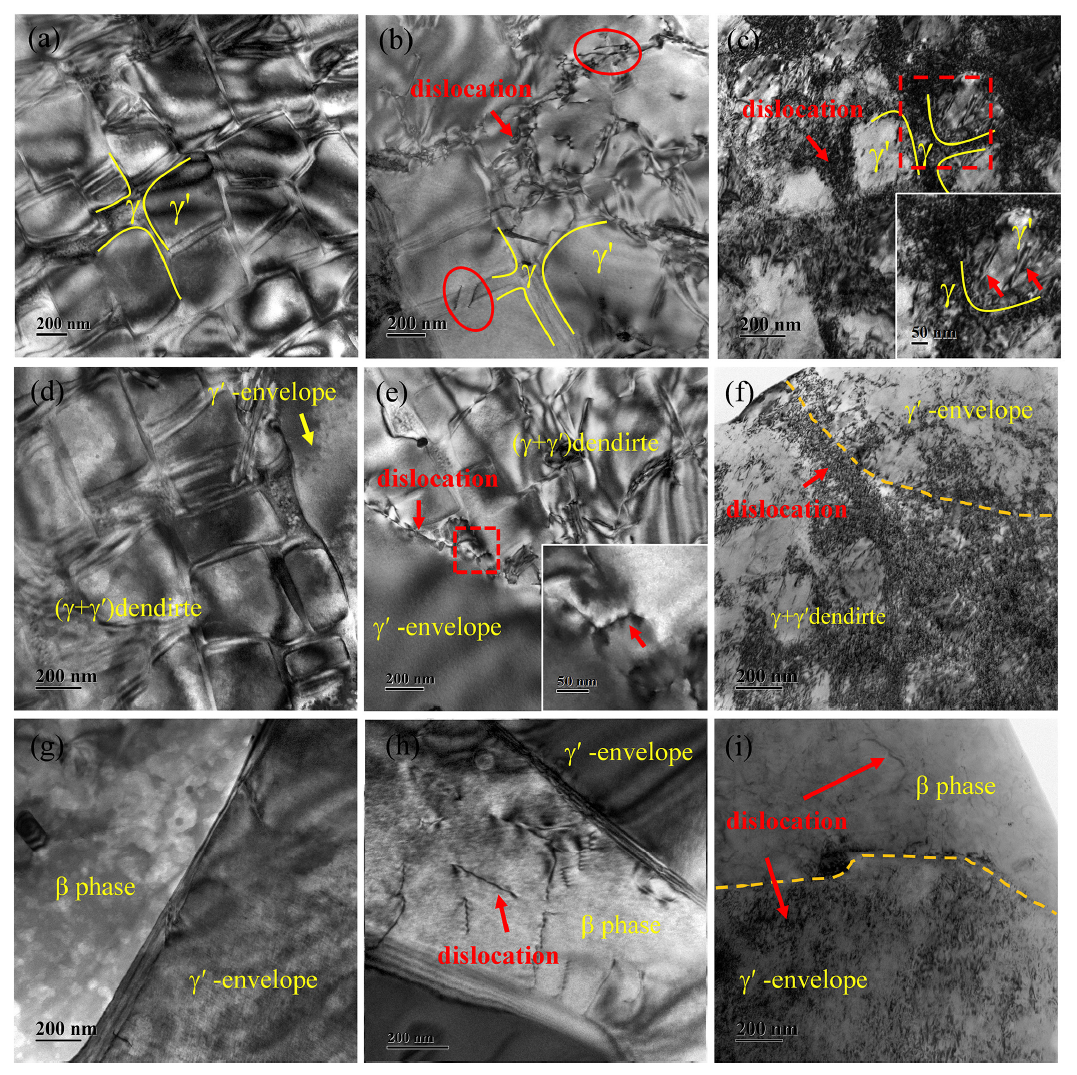 (a)
γ
γ'
200 nm
(b)
dislocation
γ
γ'
200 nm
(c)
dislocation
γ'
γ
200 nm
γ'
γ
50 nm
(d)
γ' -envelope
(γ+γ')dendirte
200 nm
(e)
(γ+γ')dendirte
dislocation
γ' -envelope
200 nm
50 nm
(f)
γ' -envelope
dislocation
γ+γ'dendirte
200 nm
(g)
β phase
γ' -envelope
200 nm
(h)
γ' -envelope
β phase
dislocation
200 nm
(i)
β phase
dislocation
γ' -envelope
200 nm